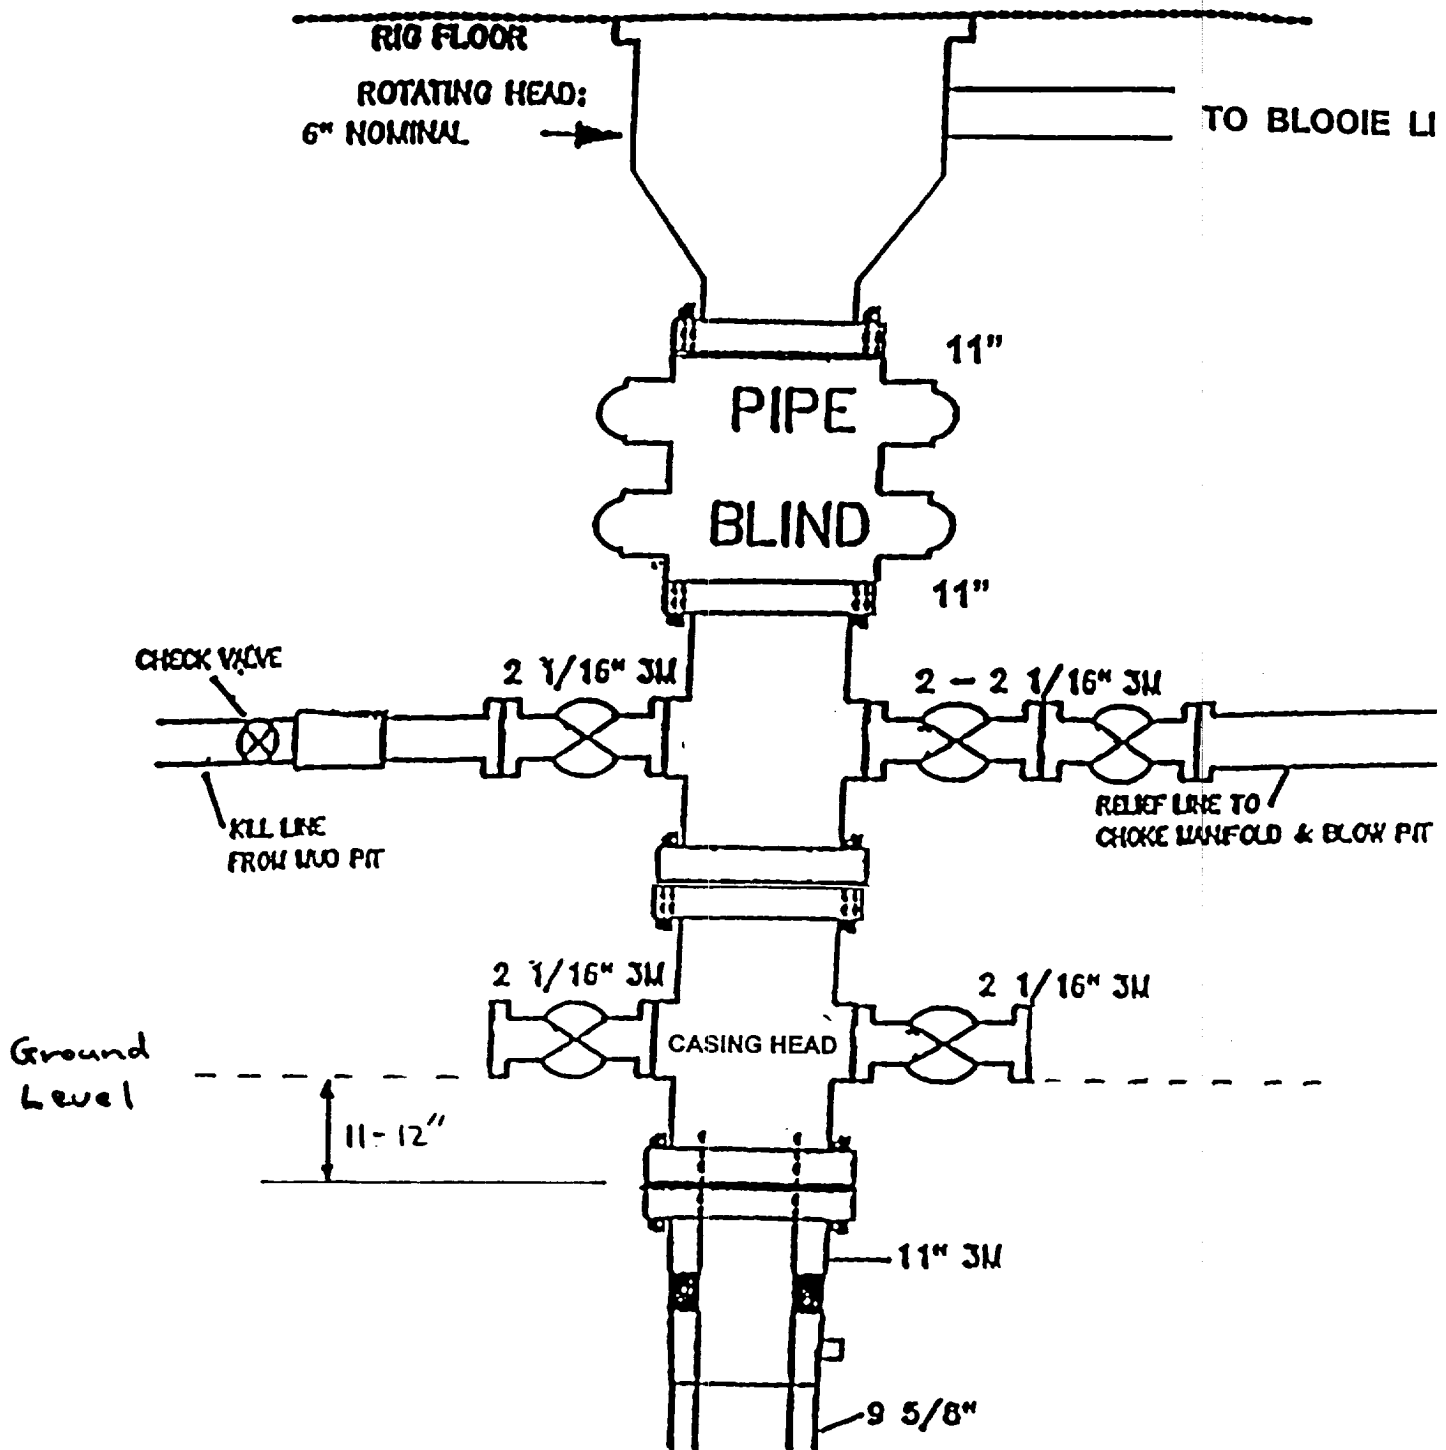 RIG FLOOR
ROTATING HEAD:
6" NOMINAL
TO BLOOIE LI
11"
PIPE
BLIND
11"
CHECK VALVE
2 1/16" 3M
2 - 2 1/16" 3M
KILL LINE
FROM MUD PIT
RELIEF LINE TO
CHOKE MANIFOLD & BLOW PIT
2 1/16" 3M
2 1/16" 3M
CASING HEAD
Ground
Level
11-12"
11" 3M
9 5/8"